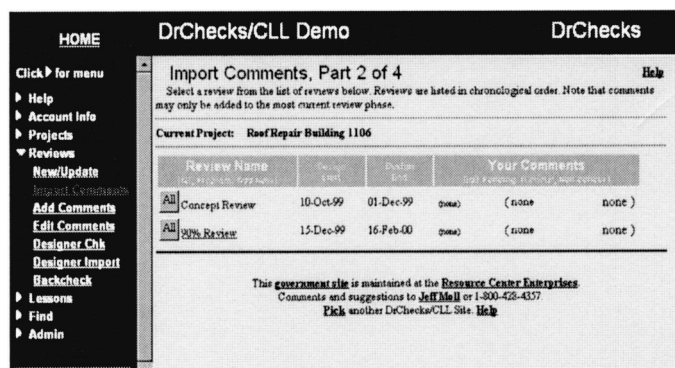 HOME
DrChecks/CLL Demo
DrChecks
Click for menu
Help
Account Info
Projects
Reviews
New/Update
Import Comments
Add Comments
Edit Comments
Designer Chk
Designer Import
Backcheck
Lessons
Find
Admin
Import Comments, Part 2 of 4
Help
Select a review from the list of reviews below. Reviews are listed in chronological order. Note that comments
may only be added to the most current review phase.
Current Project: Roof Repair Building 1106
Review Name
Your Comments
All Concept Review 10-Oct-99 01-Dec-99 (none) ( none none )
All 90% Review 15-Dec-99 16-Feb-00 (none) ( none none )
This government site is maintained at the Resource Center Enterprises.
Comments and suggestions to Jeff Moll or 1-800-428-4357
Pick another DrChecks/CLL Site. Help